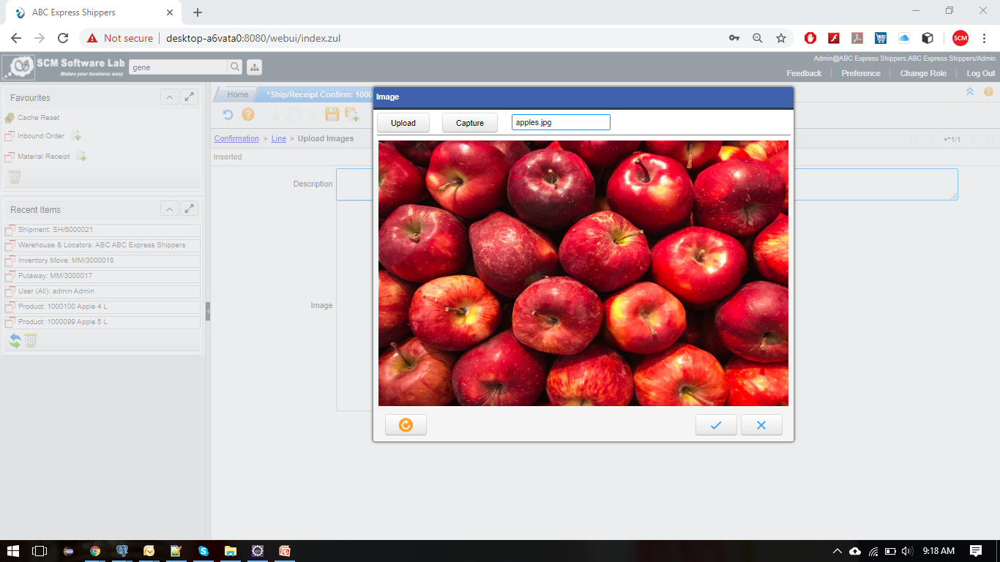 ABC Express Shippers
Not secure | desktop-a6vata0:8080/webui/index.zul
SCM
SCM Software Lab
Makes your business easy
gene
Admin@ABC Express Shippers.ABC Express Shippers/Admin
Feedback
Preference
Change Role
Log Out
Favourites
Cache Reset
Inbound Order
Material Receipt
Recent Items
Shipment: SH/6000021
Warehouse & Locators: ABC ABC Express Shippers
Inventory Move: MM/3000018
Putaway: MM/3000017
User (All): admin Admin
Product: 1000100 Apple 4 L
Product: 1000099 Apple 5 L
Home
*Ship/Receipt Confirm: 1000
Confirmation > Line > Upload Images
+*1/1
Inserted
Description
Image
Image
Upload
Capture
apples.jpg
9:18 AM